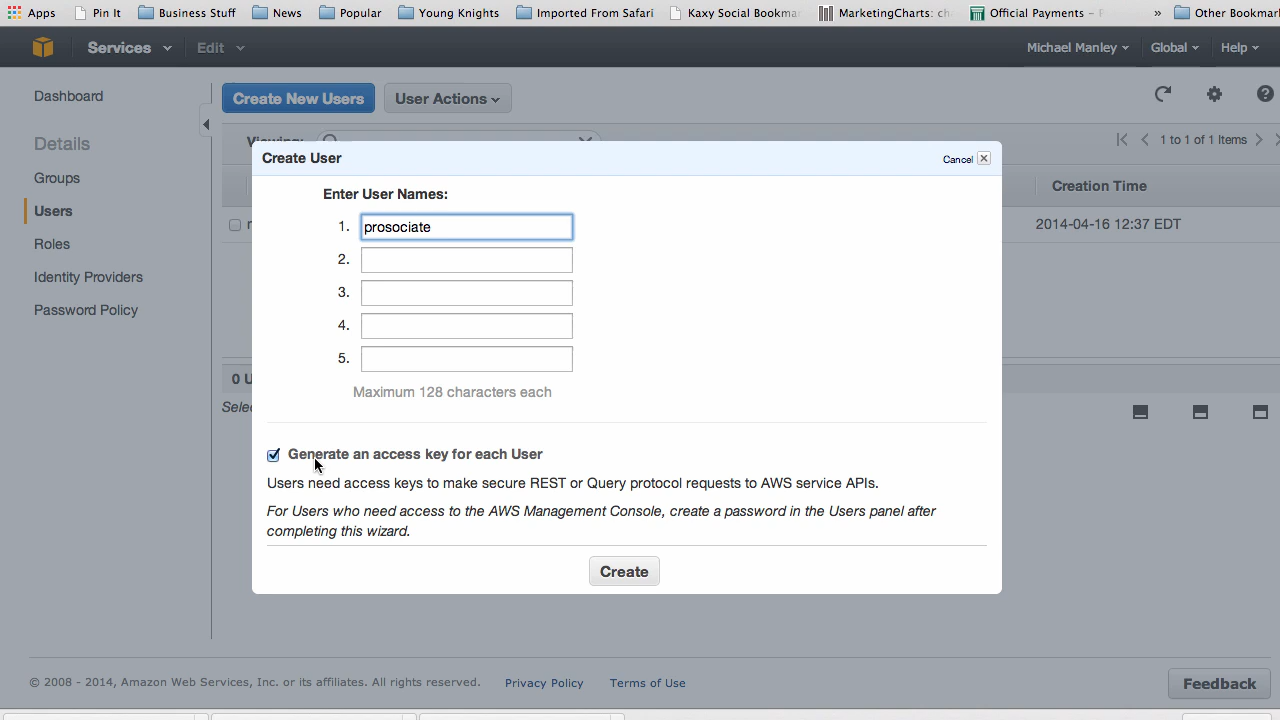 Apps Pin It Business Stuff News Popular Young Knights Imported From Safari Kaxy Social Bookma MarketingCharts: ch Official Payments – » Other Bookmar
Services Edit Michael Manley Global Help
Dashboard
Create New Users User Actions
Details
Viewing: 1 to 1 of 1 Items
Create User Cancel
Groups
Enter User Names:
Creation Time
Users
1. prosociate
2014-04-16 12:37 EDT
Roles
2.
Identity Providers
3.
Password Policy
4.
5.
0 U
Maximum 128 characters each
Selec
Generate an access key for each User
Users need access keys to make secure REST or Query protocol requests to AWS service APIs.
For Users who need access to the AWS Management Console, create a password in the Users panel after
completing this wizard.
Create
© 2008 - 2014, Amazon Web Services, Inc. or its affiliates. All rights reserved. Privacy Policy Terms of Use Feedback